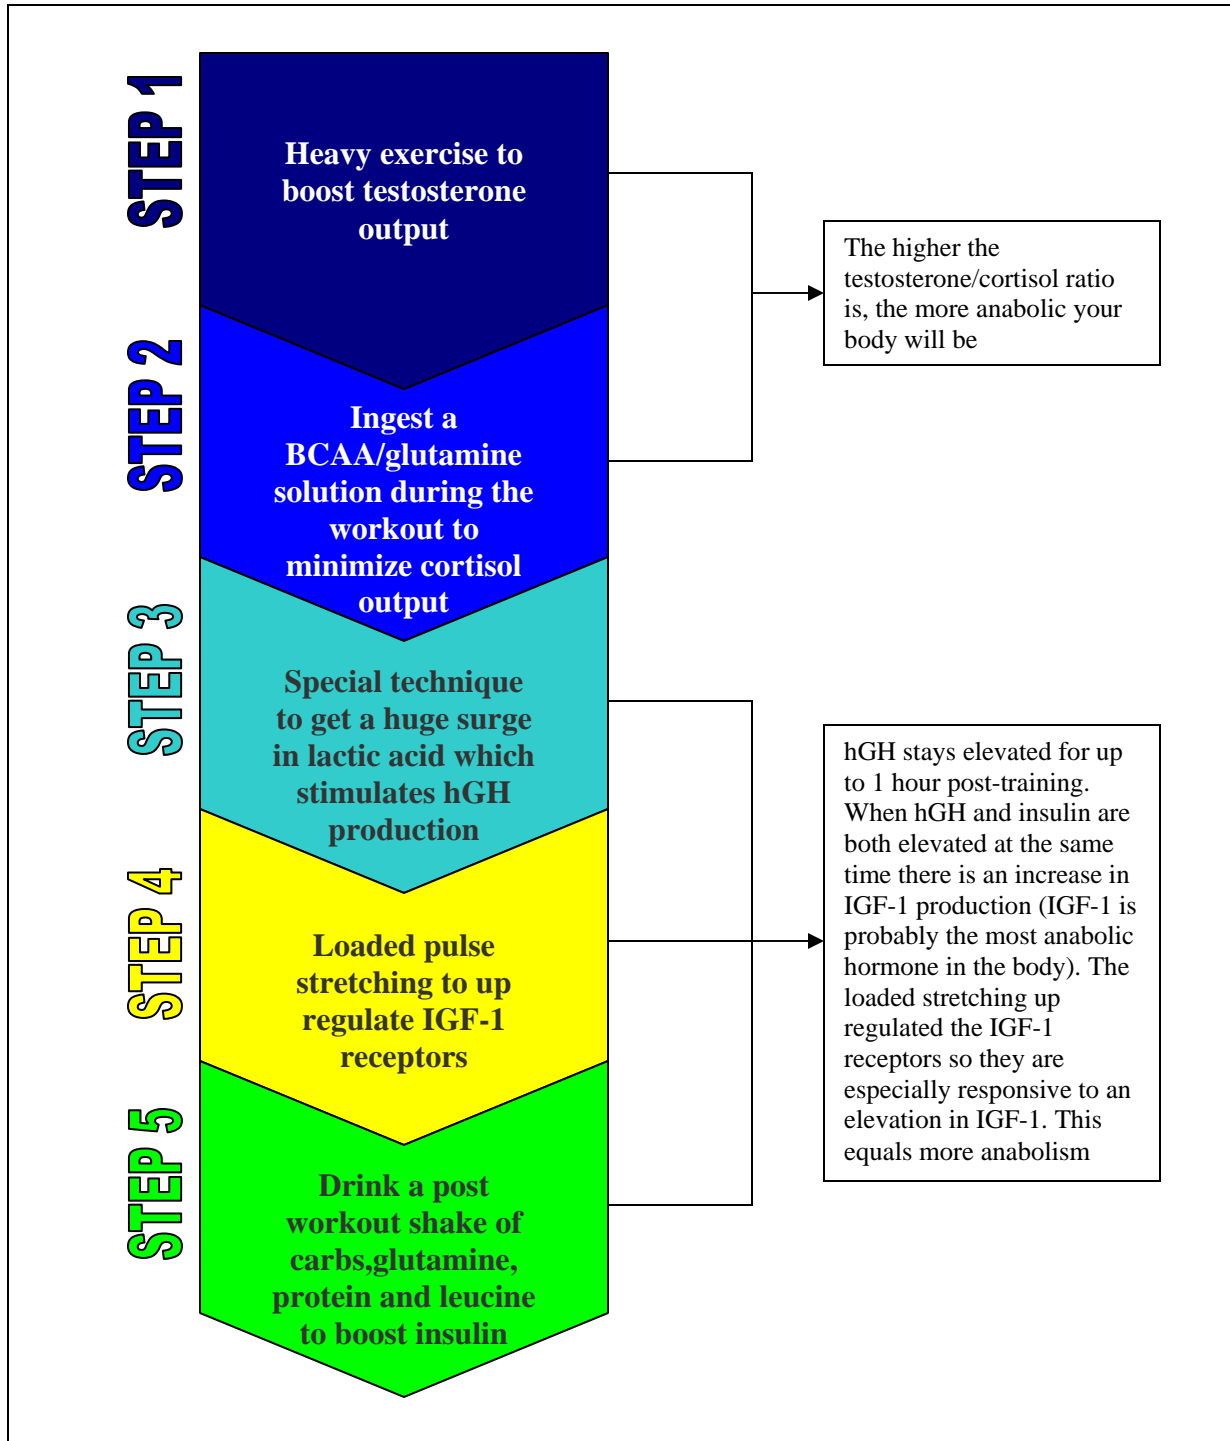 STEP 1
Heavy exercise to
boost testosterone
output
The higher the
testosterone/cortisol ratio
is, the more anabolic your
body will be
STEP 2
Ingest a
BCAA/glutamine
solution during the
workout to
minimize cortisol
output
STEP 3
Special technique
to get a huge surge
in lactic acid which
stimulates hGH
production
hGH stays elevated for up
to 1 hour post-training.
When hGH and insulin are
both elevated at the same
time there is an increase in
IGF-1 production (IGF-1 is
probably the most anabolic
hormone in the body). The
loaded stretching up
regulated the IGF-1
receptors so they are
especially responsive to an
elevation in IGF-1. This
equals more anabolism
STEP 4
Loaded pulse
stretching to up
regulate IGF-1
receptors
STEP 5
Drink a post
workout shake of
carbs,glutamine,
protein and leucine
to boost insulin